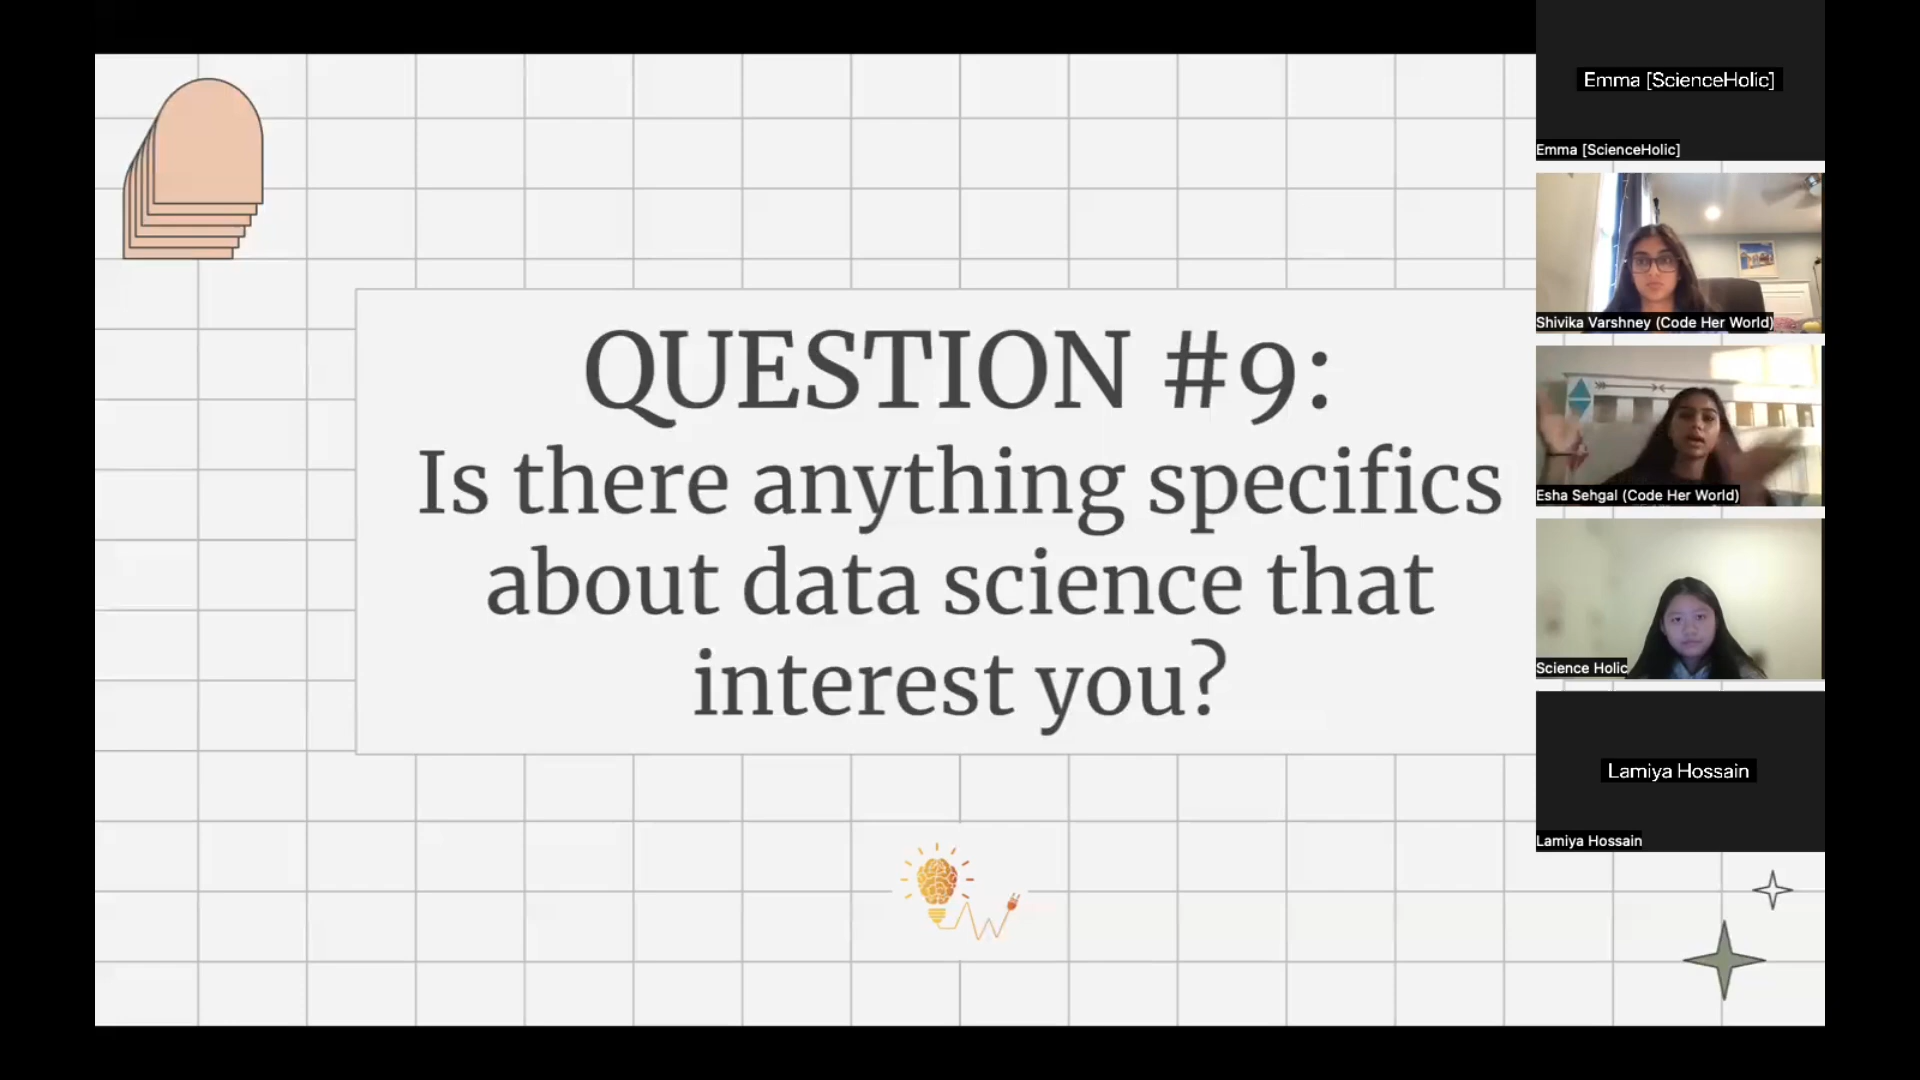 QUESTION #9:
Is there anything specifics
about data science that
interest you?
Emma [ScienceHolic]
Emma [ScienceHolic]
Shivika Varshney (Code Her World)
Esha Sehgal (Code Her World)
Science Holic
Lamiya Hossain
Lamiya Hossain